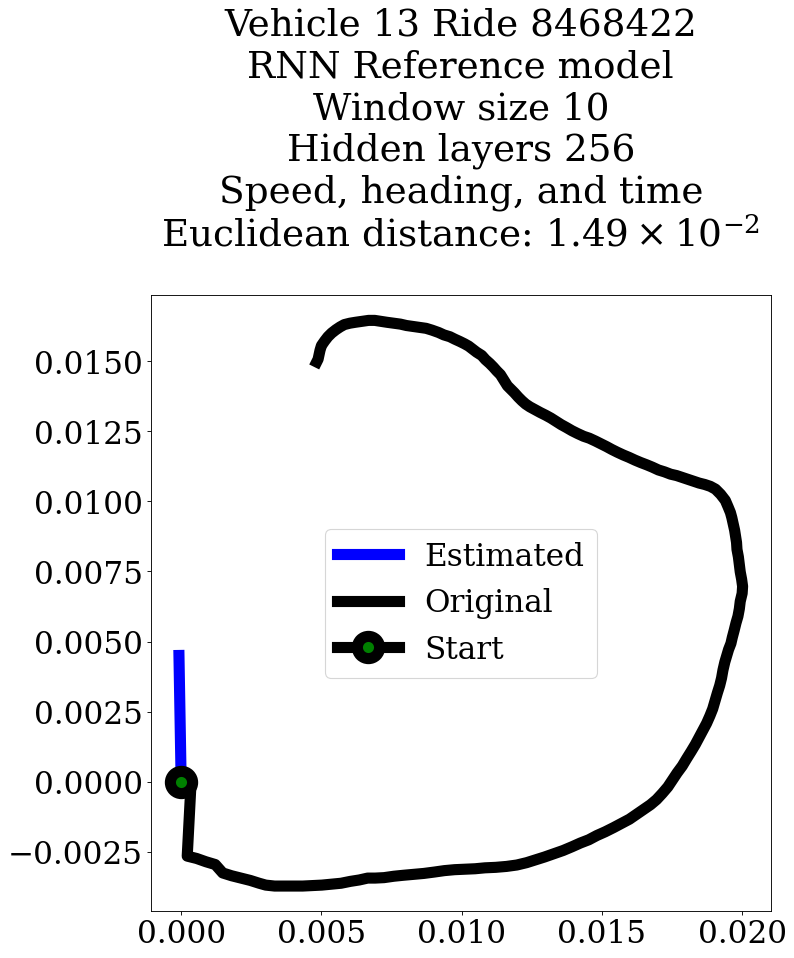 Vehicle 13 Ride 8468422
RNN Reference model
Window size 10
Hidden layers 256
Speed, heading, and time
Euclidean distance: 1.49 × 10⁻²
0.0150
0.0125
0.0100
0.0075
0.0050
0.0025
0.0000
−0.0025
Estimated
Original
Start
0.000 0.005 0.010 0.015 0.020